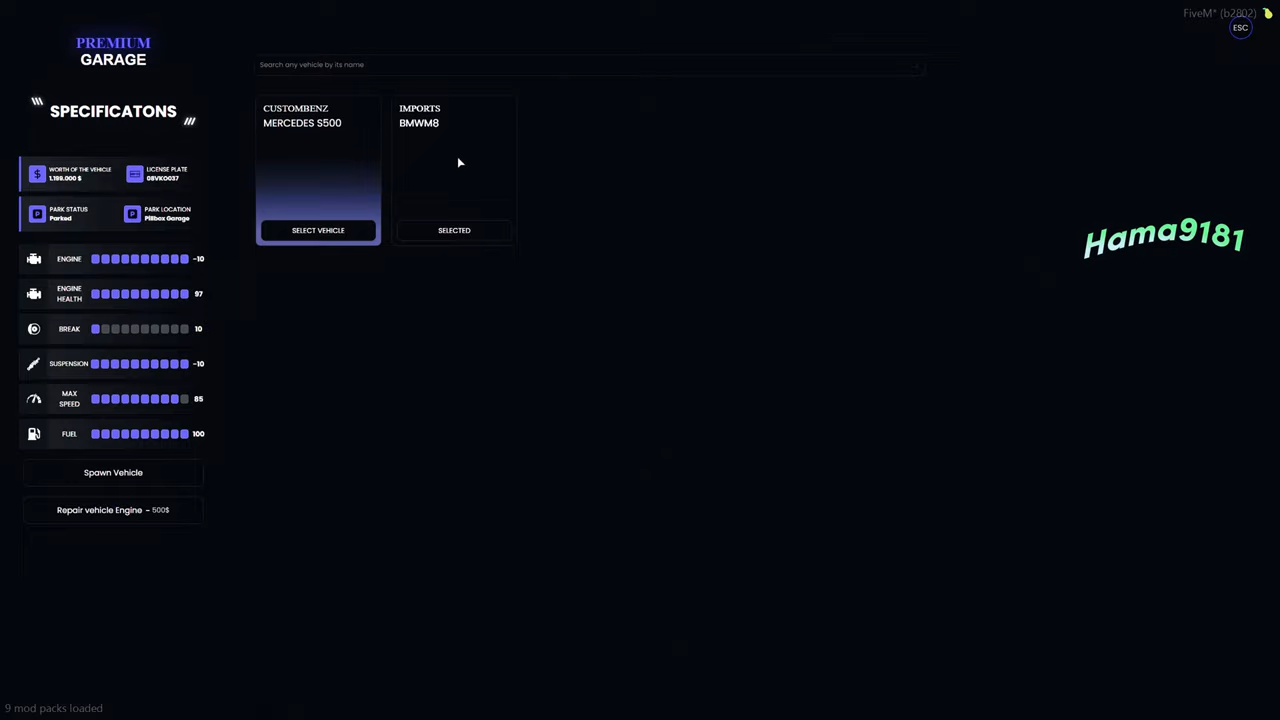 FiveM* (b2802)
ESC
PREMIUM
GARAGE
SPECIFICATONS
WORTH OF THE VEHICLE
1.199.000 $
LICENSE PLATE
08VKO037
PARK STATUS
Parked
PARK LOCATION
Pillbox Garage
ENGINE -10
ENGINE
HEALTH 97
BREAK 10
SUSPENSION -10
MAX
SPEED 85
FUEL 100
Spawn Vehicle
Repair vehicle Engine - 500$
Search any vehicle by its name
CUSTOMBENZ
MERCEDES S500
SELECT VEHICLE
IMPORTS
BMWM8
SELECTED
Hama9181
9 mod packs loaded